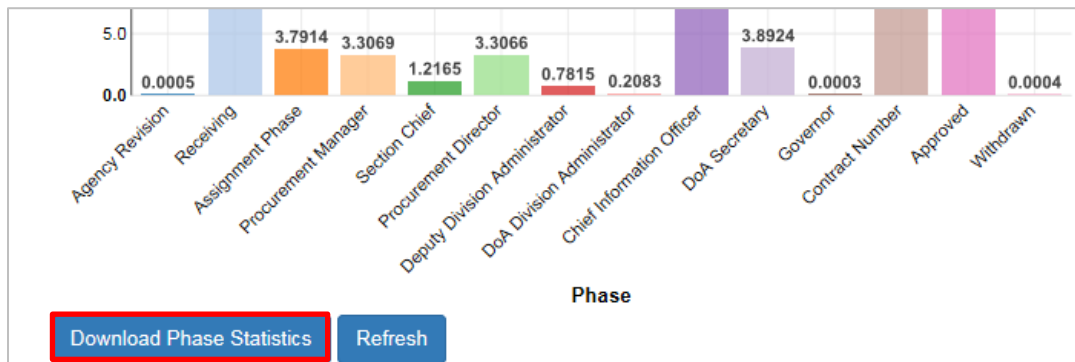 5.0
3.7914
3.3069
3.3066
3.8924
1.2165
0.7815
0.0005
0.2083
0.0003
0.0004
0.0
Agency Revision
Receiving
Assignment Phase
Procurement Manager
Section Chief
Procurement Director
Deputy Division Administrator
DoA Division Administrator
Chief Information Officer
DoA Secretary
Governor
Contract Number
Approved
Withdrawn
Phase
Download Phase Statistics
Refresh